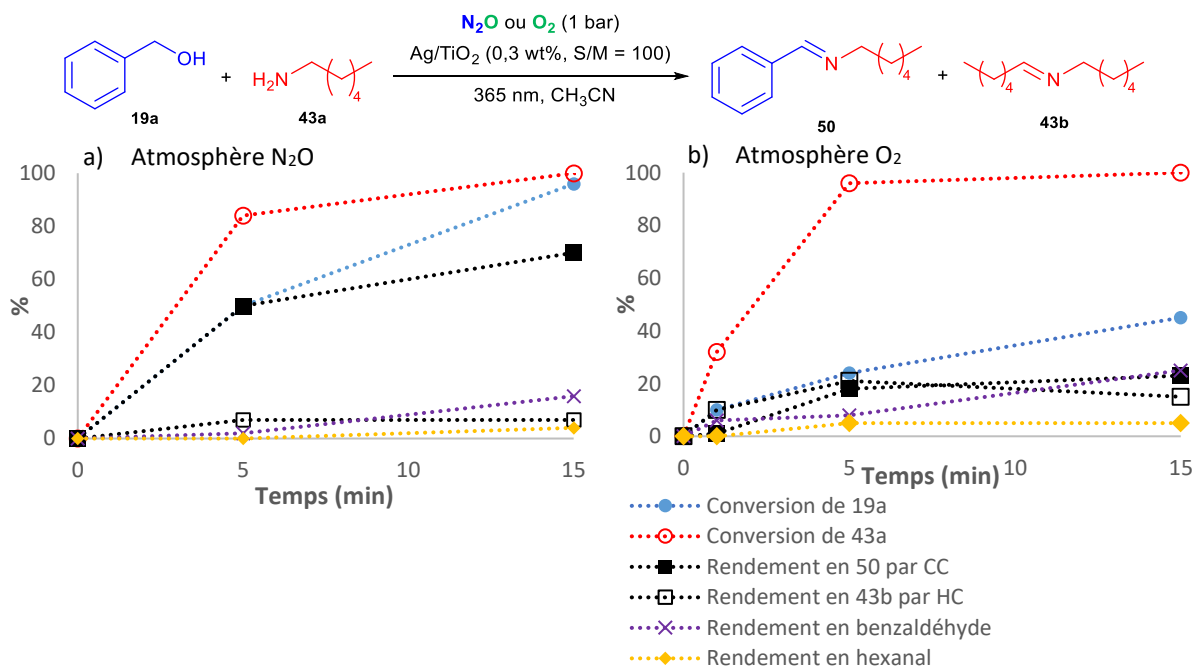 N₂O ou O₂ (1 bar)
Ag/TiO₂ (0,3 wt%, S/M = 100)
365 nm, CH₃CN
OH
19a
+
H₂N
4
43a
N
4
50
+
4
N
4
43b
a) Atmosphère N₂O
100
80
60
40
20
0
%
0
5
10
15
Temps (min)
b) Atmosphère O₂
100
80
60
40
20
0
%
0
5
10
15
Temps (min)
Conversion de 19a
Conversion de 43a
Rendement en 50 par CC
Rendement en 43b par HC
Rendement en benzaldéhyde
Rendement en hexanal